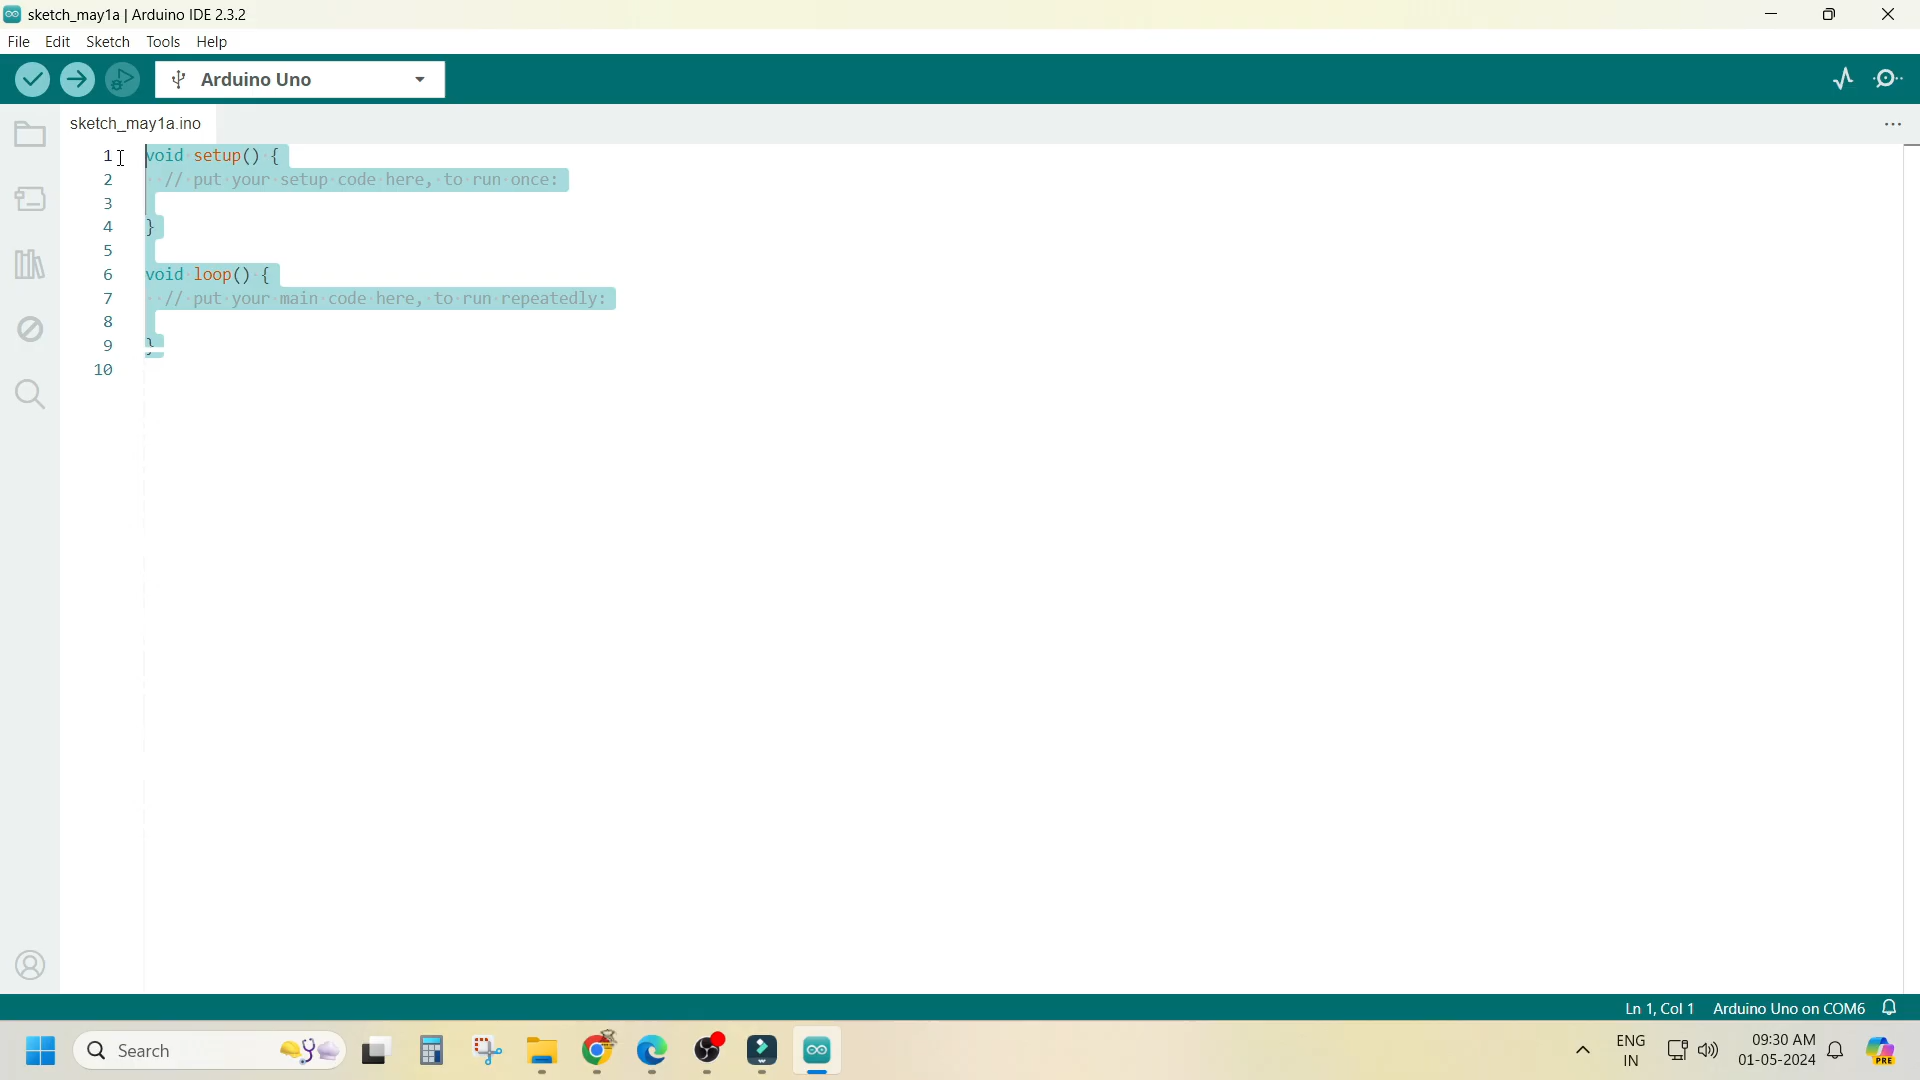 sketch_may1a | Arduino IDE 2.3.2
File Edit Sketch Tools Help
Arduino Uno
sketch_may1a.ino
1 void setup() {
2 // put your setup code here, to run once:
3
4 }
5
6 void loop() {
7 // put your main code here, to run repeatedly:
8
9 }
10
Ln 1, Col 1 Arduino Uno on COM6
Search
ENG
IN
09:30 AM
01-05-2024
PRE